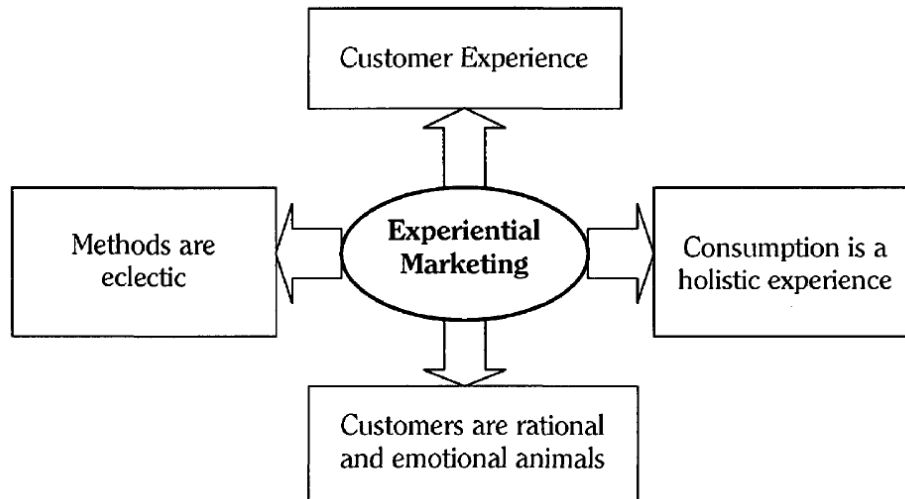 Customer Experience
Methods are
eclectic
Experiential
Marketing
Consumption is a
holistic experience
Customers are rational
and emotional animals